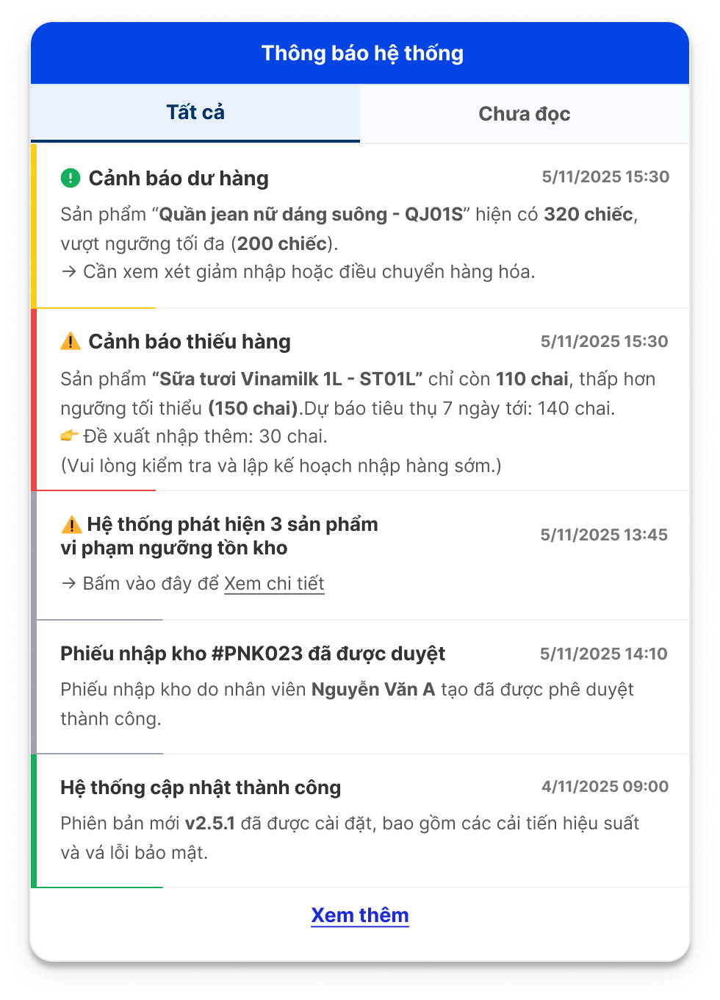 Thông báo hệ thống
Tất cả
Chưa đọc
Cảnh báo dư hàng
5/11/2025 15:30
Sản phẩm “Quần jean nữ dáng suông - QJ01S” hiện có 320 chiếc,
vượt ngưỡng tối đa (200 chiếc).
→ Cần xem xét giảm nhập hoặc điều chuyển hàng hóa.
⚠️ Cảnh báo thiếu hàng
5/11/2025 15:30
Sản phẩm “Sữa tươi Vinamilk 1L - ST01L” chỉ còn 110 chai, thấp hơn
ngưỡng tối thiểu (150 chai).Dự báo tiêu thụ 7 ngày tới: 140 chai.
👉 Đề xuất nhập thêm: 30 chai.
(Vui lòng kiểm tra và lập kế hoạch nhập hàng sớm.)
⚠️ Hệ thống phát hiện 3 sản phẩm
vi phạm ngưỡng tồn kho
5/11/2025 13:45
→ Bấm vào đây để Xem chi tiết
Phiếu nhập kho #PNK023 đã được duyệt
5/11/2025 14:10
Phiếu nhập kho do nhân viên Nguyễn Văn A tạo đã được phê duyệt
thành công.
Hệ thống cập nhật thành công
4/11/2025 09:00
Phiên bản mới v2.5.1 đã được cài đặt, bao gồm các cải tiến hiệu suất
và vá lỗi bảo mật.
Xem thêm